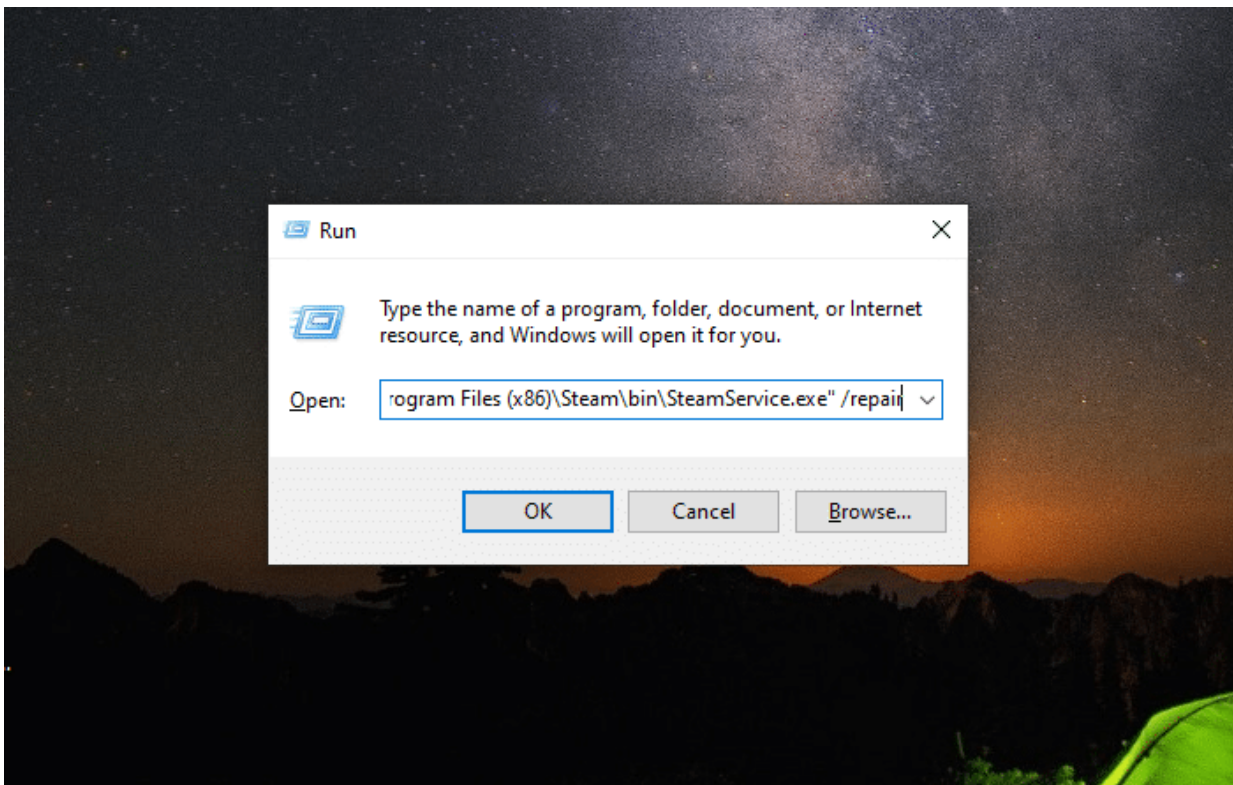 Run
Type the name of a program, folder, document, or Internet
resource, and Windows will open it for you.
Open:
rogram Files (x86)\Steam\bin\SteamService.exe" /repair
OK
Cancel
Browse...